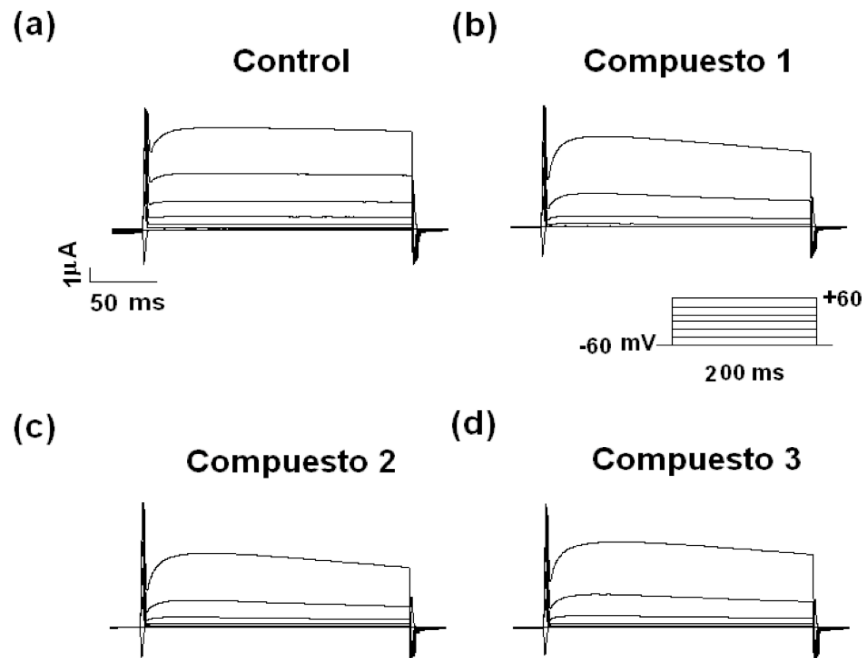 (a)
Control
(b)
Compuesto 1
1µA
50 ms
+60
-60 mV
200 ms
(c)
Compuesto 2
(d)
Compuesto 3